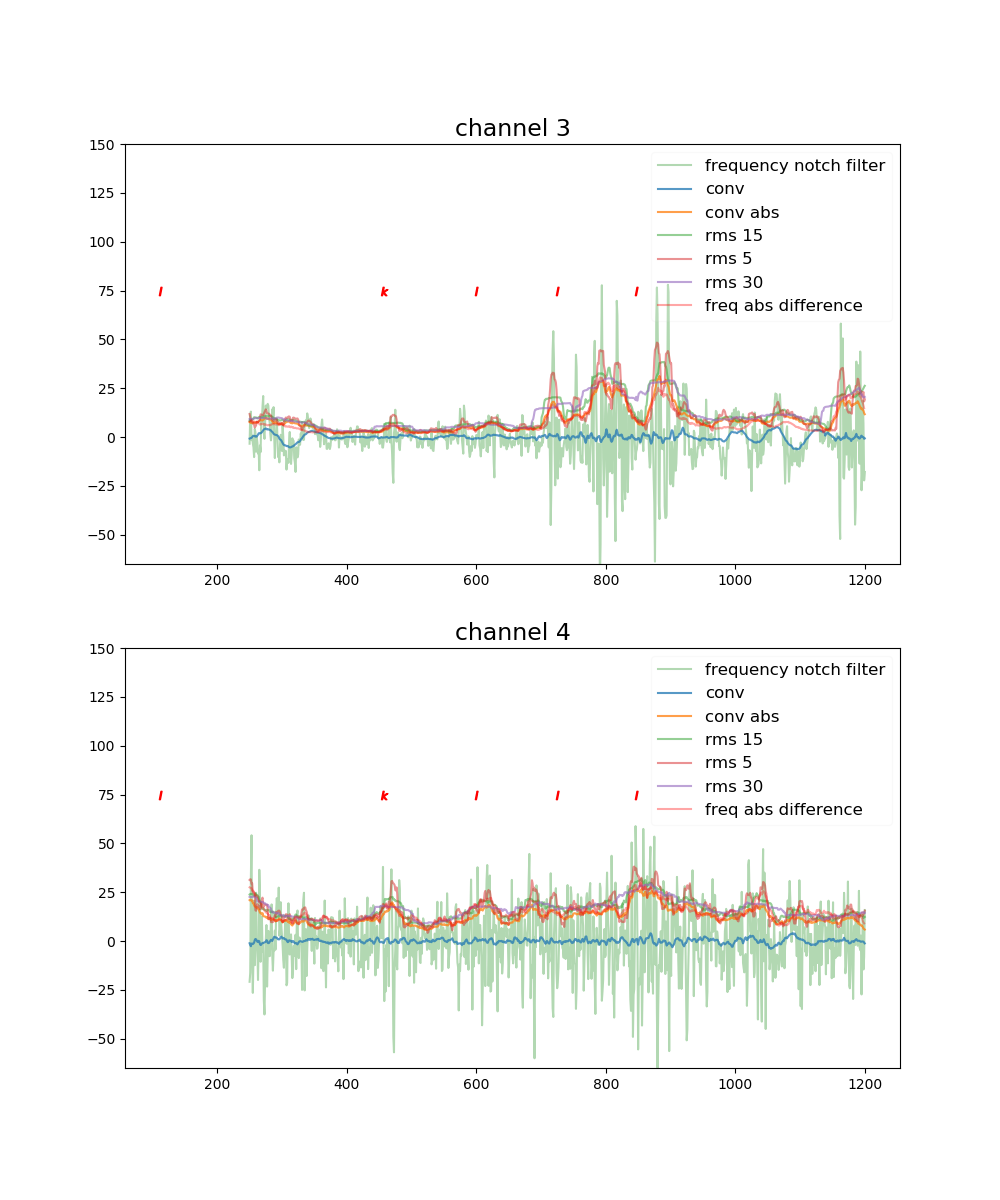 channel 3
150
125
100
75
50
25
0
−25
−50
frequency notch filter
conv
conv abs
rms 15
rms 5
rms 30
freq abs difference
l k l l l
200 400 600 800 1000 1200
channel 4
150
125
100
75
50
25
0
−25
−50
frequency notch filter
conv
conv abs
rms 15
rms 5
rms 30
freq abs difference
l k l l l
200 400 600 800 1000 1200